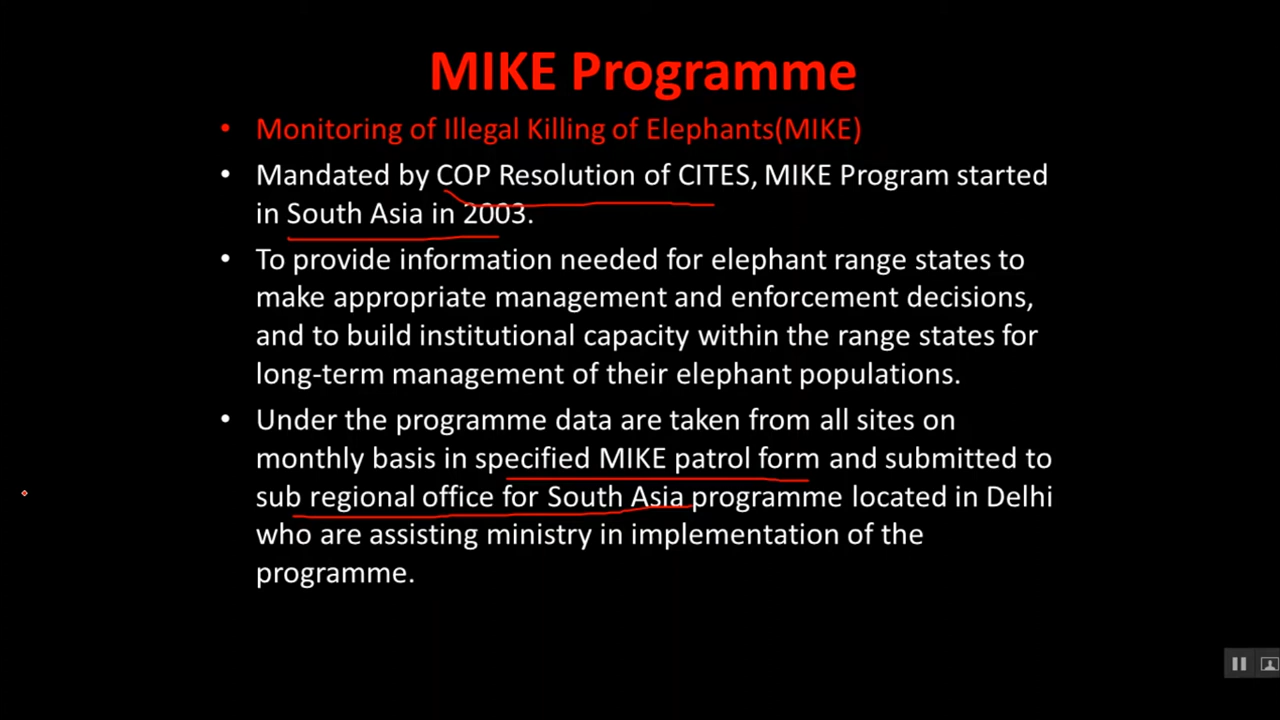 MIKE Programme
• Monitoring of Illegal Killing of Elephants(MIKE)
• Mandated by COP Resolution of CITES, MIKE Program started
in South Asia in 2003.
• To provide information needed for elephant range states to
make appropriate management and enforcement decisions,
and to build institutional capacity within the range states for
long-term management of their elephant populations.
• Under the programme data are taken from all sites on
monthly basis in specified MIKE patrol form and submitted to
sub regional office for South Asia programme located in Delhi
who are assisting ministry in implementation of the
programme.